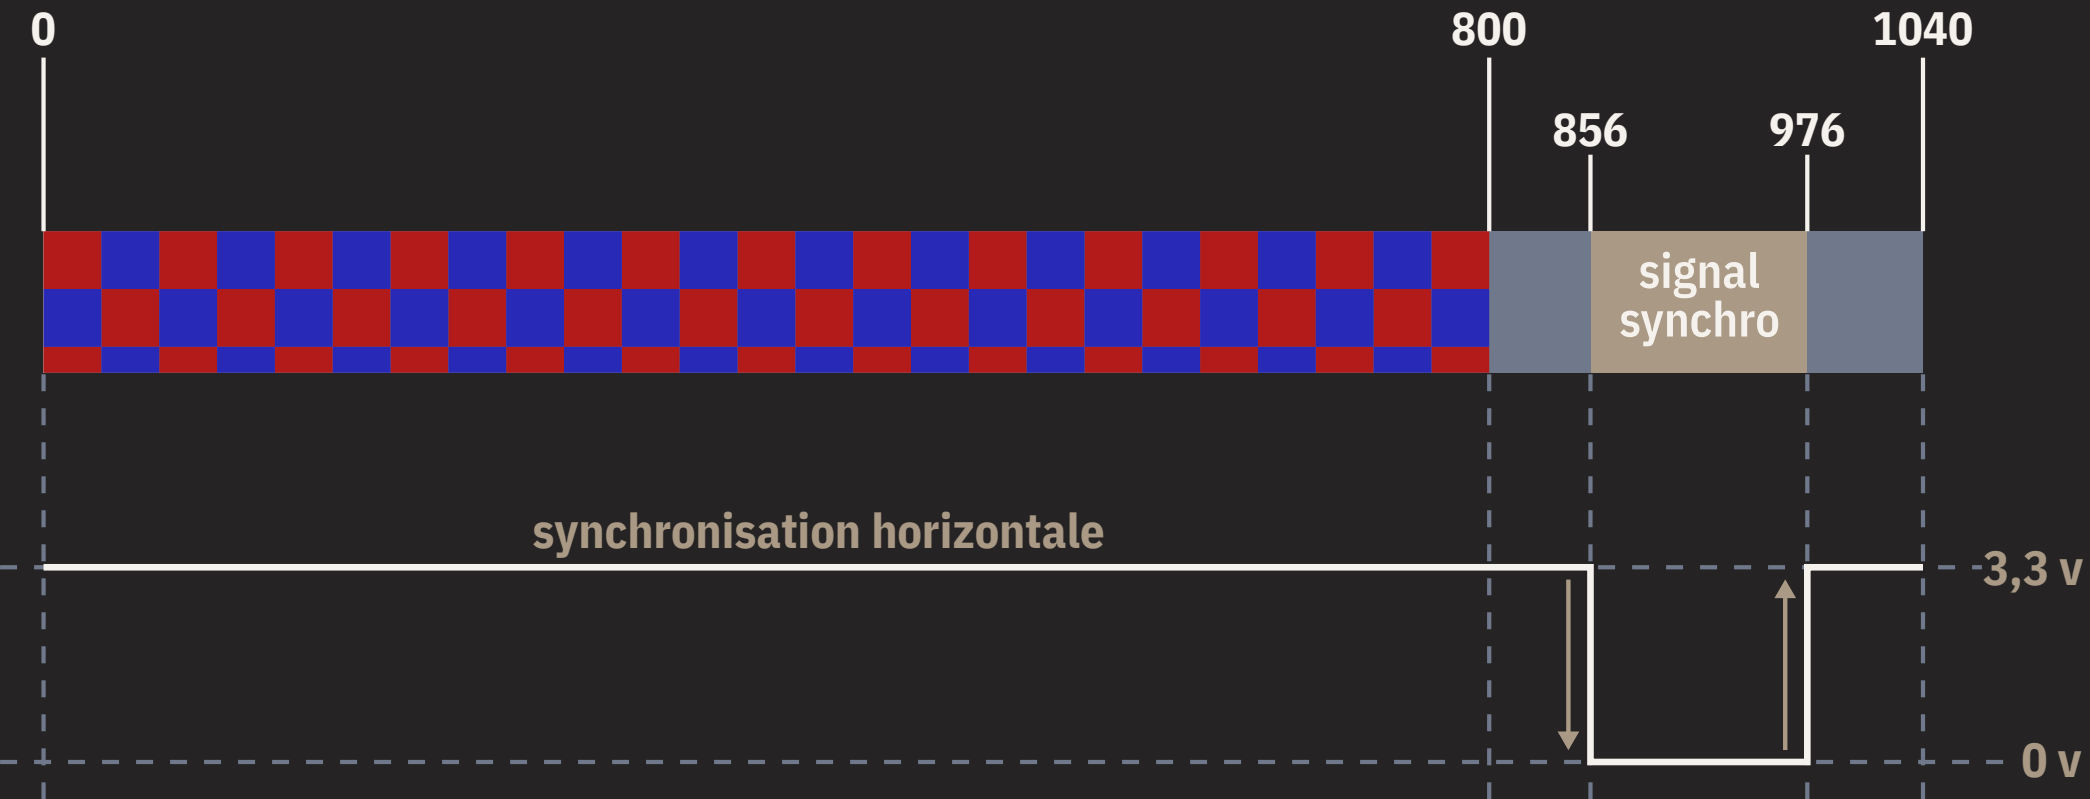 0
800
1040
856
976
signal
synchro
synchronisation horizontale
3,3 v
0 v